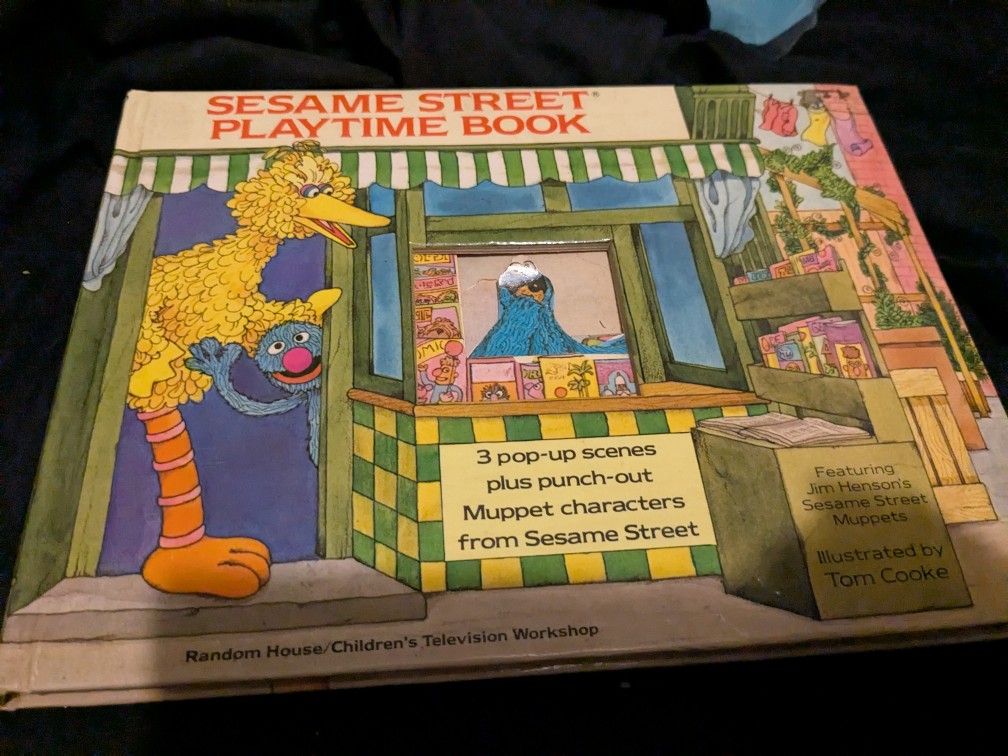 SESAME STREET®
PLAYTIME BOOK
3 pop-up scenes
plus punch-out
Muppet characters
from Sesame Street
Featuring
Jim Henson's
Sesame Street
Muppets
Illustrated by
Tom Cooke
Random House/Children's Television Workshop